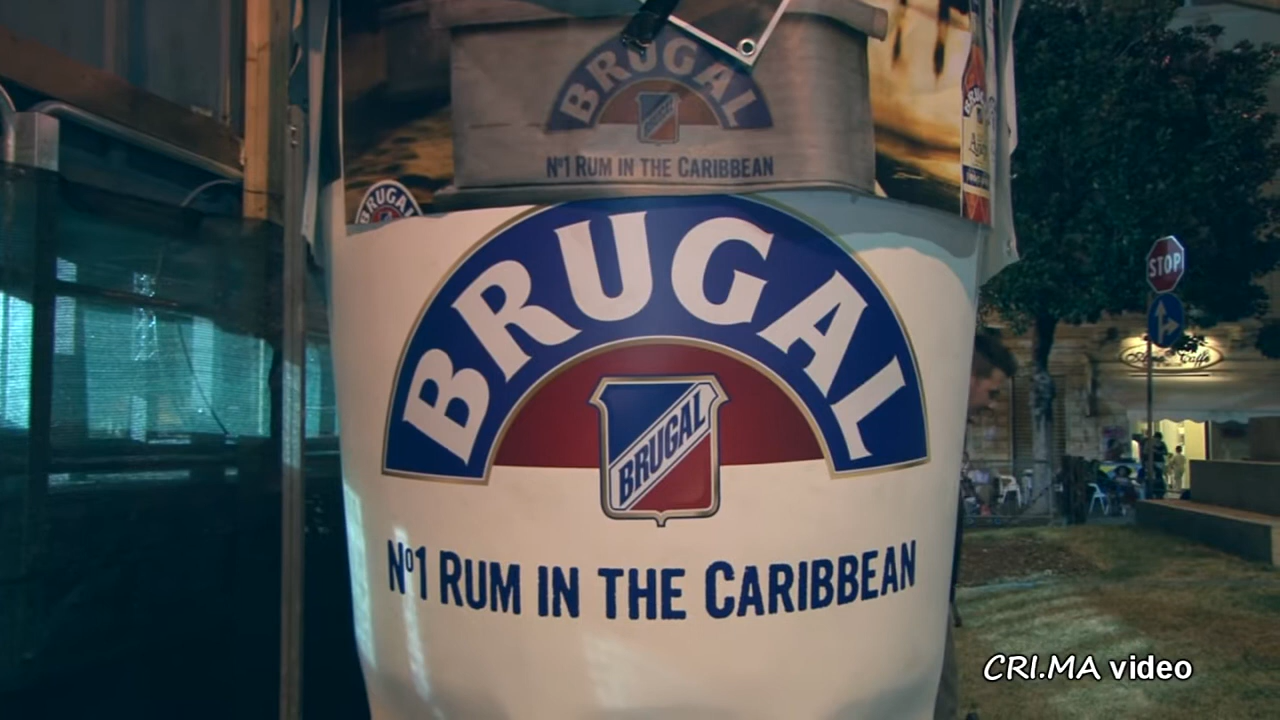 BRUGAL
Nº1 RUM IN THE CARIBBEAN
BRUGAL
BRUGAL
BRUGAL
Nº1 RUM IN THE CARIBBEAN
STOP
CRI.MA video